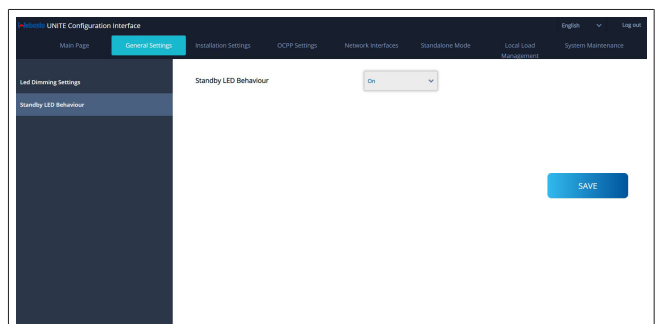 Webasto UNITE Configuration Interface
English
Log out
Main Page
General Settings
Installation Settings
OCPP Settings
Network Interfaces
Standalone Mode
Local Load
Management
System Maintenance
Led Dimming Settings
Standby LED Behaviour
Standby LED Behaviour
On
SAVE